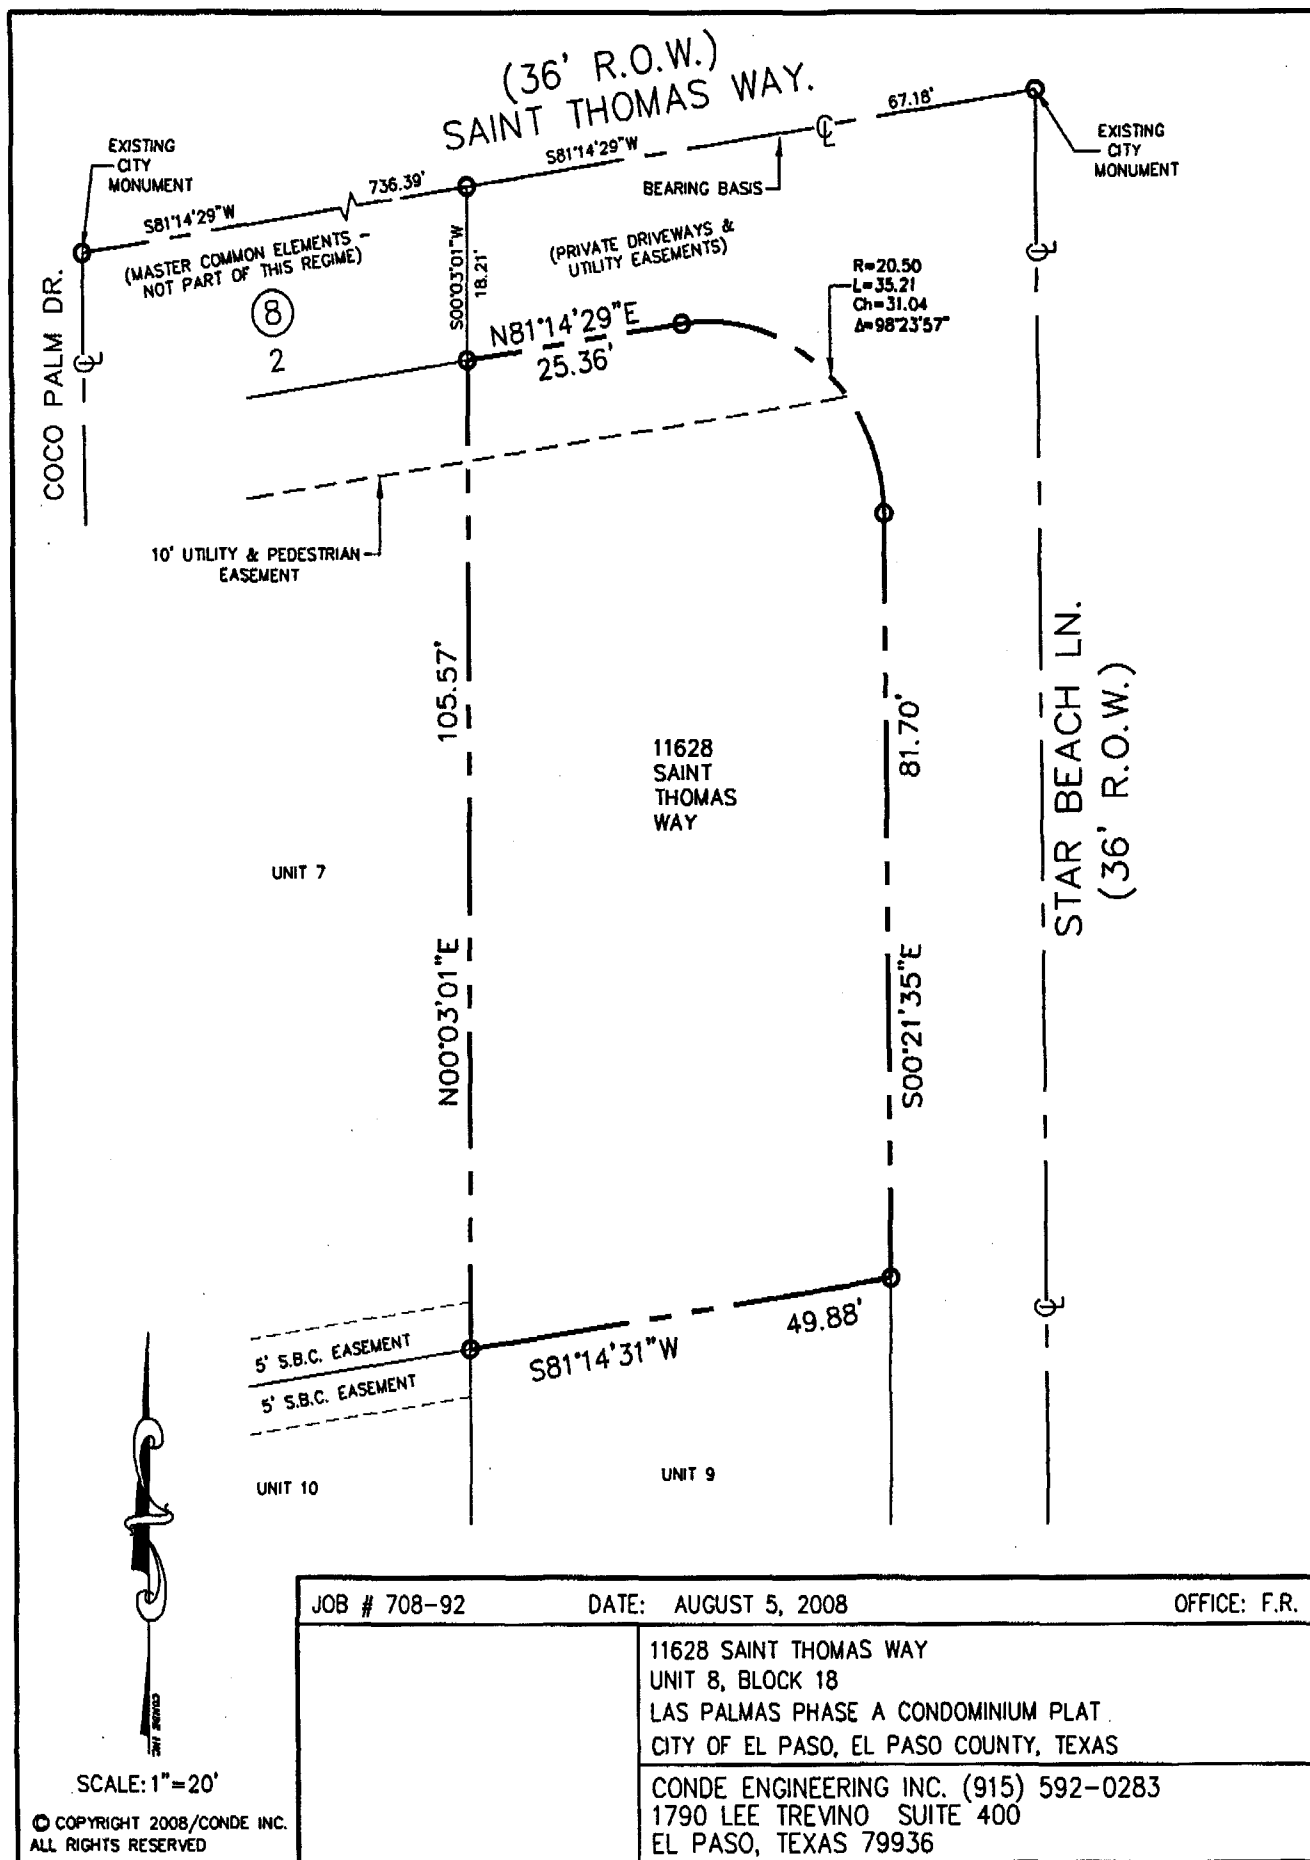 (36' R.O.W.)
SAINT THOMAS WAY.
67.18'
EXISTING
CITY
MONUMENT
EXISTING
CITY
MONUMENT
S81°14'29"W
BEARING BASIS
736.39'
S81°14'29"W
(MASTER COMMON ELEMENTS -
NOT PART OF THIS REGIME)
S00°03'01"W
18.21'
(PRIVATE DRIVEWAYS &
UTILITY EASEMENTS)
R=20.50
L=35.21
Ch=31.04
Δ=98°23'57"
8
2
N81°14'29"E
25.36'
COCO PALM DR.
10' UTILITY & PEDESTRIAN
EASEMENT
105.57'
N00°03'01"E
11628
SAINT
THOMAS
WAY
81.70'
S00°21'35"E
STAR BEACH LN.
(36' R.O.W.)
UNIT 7
49.88'
S81°14'31"W
5' S.B.C. EASEMENT
5' S.B.C. EASEMENT
UNIT 10
UNIT 9
CONDE INC.
SCALE: 1"=20'
© COPYRIGHT 2008/CONDE INC.
ALL RIGHTS RESERVED
JOB # 708-92 DATE: AUGUST 5, 2008 OFFICE: F.R.
11628 SAINT THOMAS WAY
UNIT 8, BLOCK 18
LAS PALMAS PHASE A CONDOMINIUM PLAT
CITY OF EL PASO, EL PASO COUNTY, TEXAS
CONDE ENGINEERING INC. (915) 592-0283
1790 LEE TREVINO SUITE 400
EL PASO, TEXAS 79936